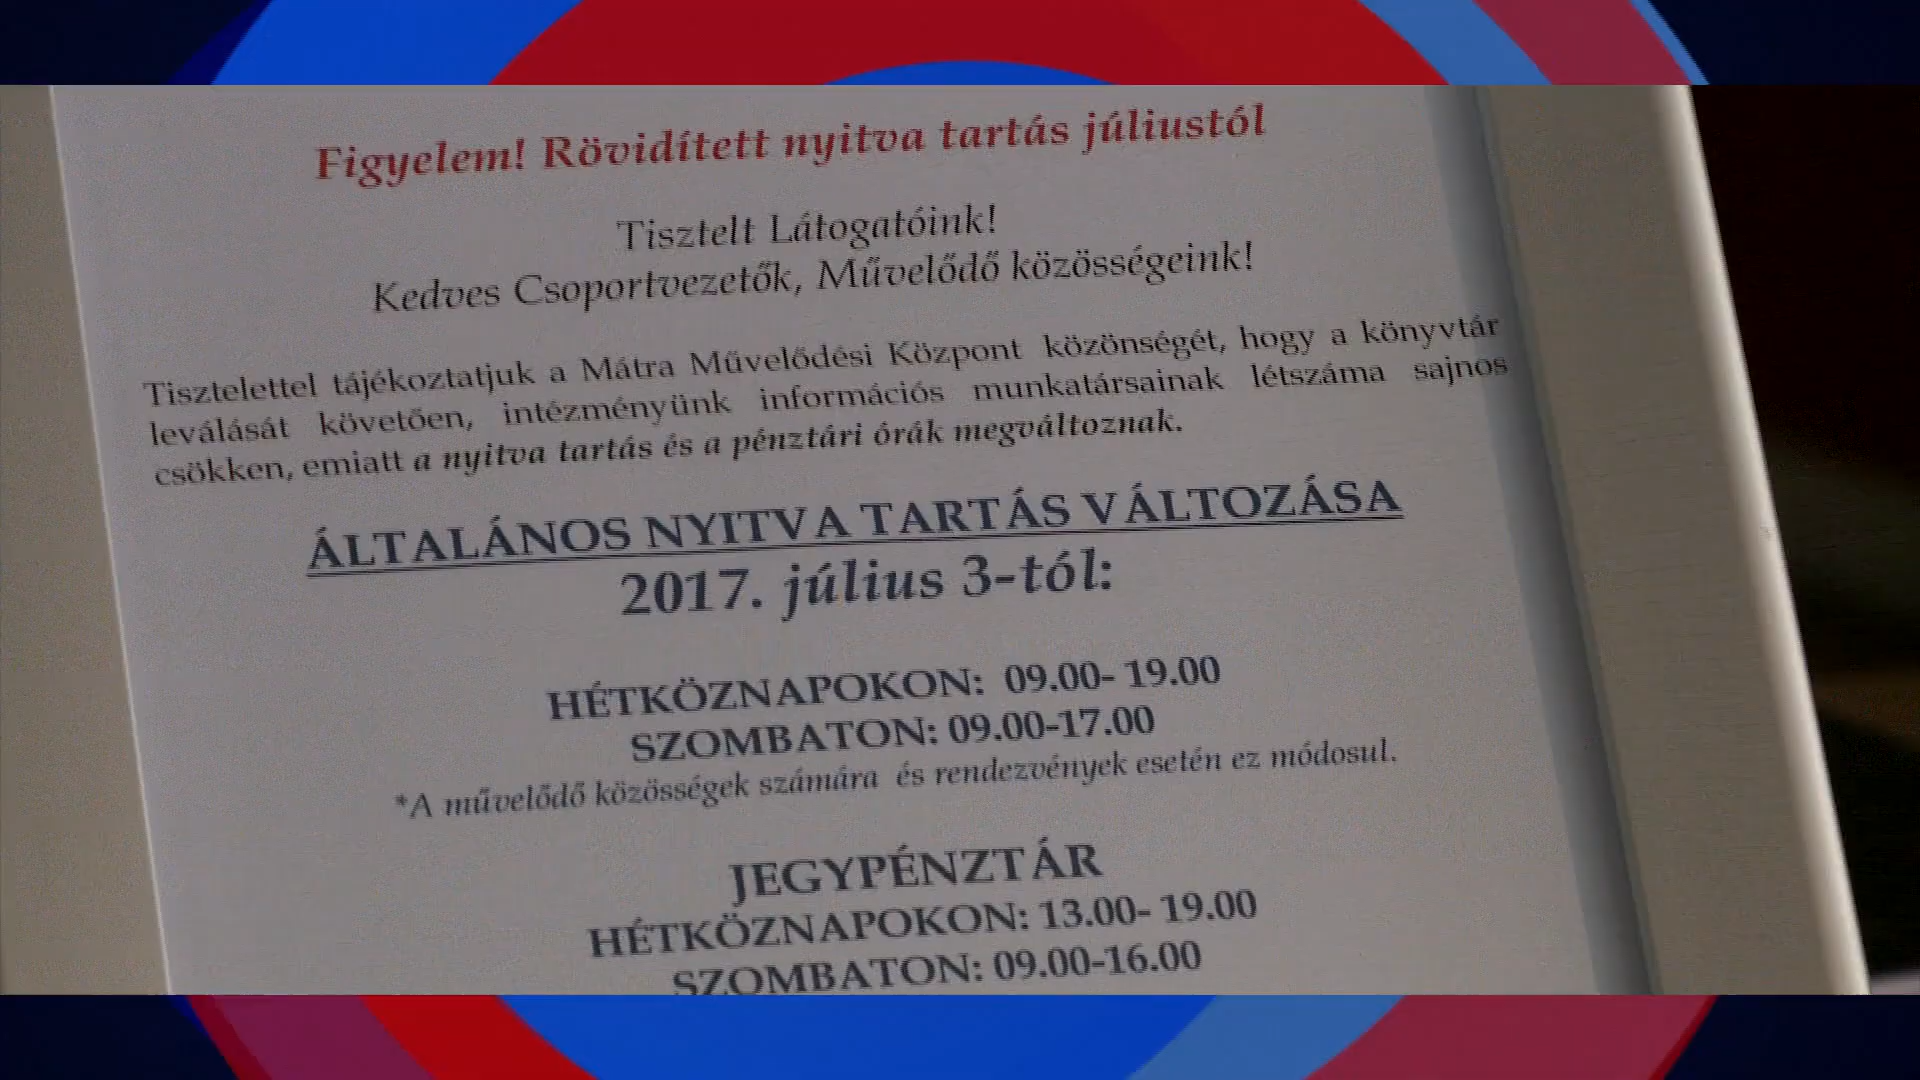 Figyelem! Rövidített nyitva tartás júliustól
Tisztelt Látogatóink!
Kedves Csoportvezetők, Művelődő közösségeink!
Tisztelettel tájékoztatjuk a Mátra Művelődési Központ közönségét, hogy a könyvtár
leválását követően, intézményünk információs munkatársainak létszáma sajnos
csökken, emiatt a nyitva tartás és a pénztári órák megváltoznak.
ÁLTALÁNOS NYITVA TARTÁS VÁLTOZÁSA
2017. július 3-tól:
HÉTKÖZNAPOKON: 09.00- 19.00
SZOMBATON: 09.00-17.00
*A művelődő közösségek számára és rendezvények esetén ez módosul.
JEGYPÉNZTÁR
HÉTKÖZNAPOKON: 13.00- 19.00
SZOMBATON: 09.00-16.00